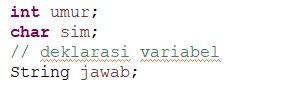 int umur;
char sim;
// deklarasi variabel
String jawab;